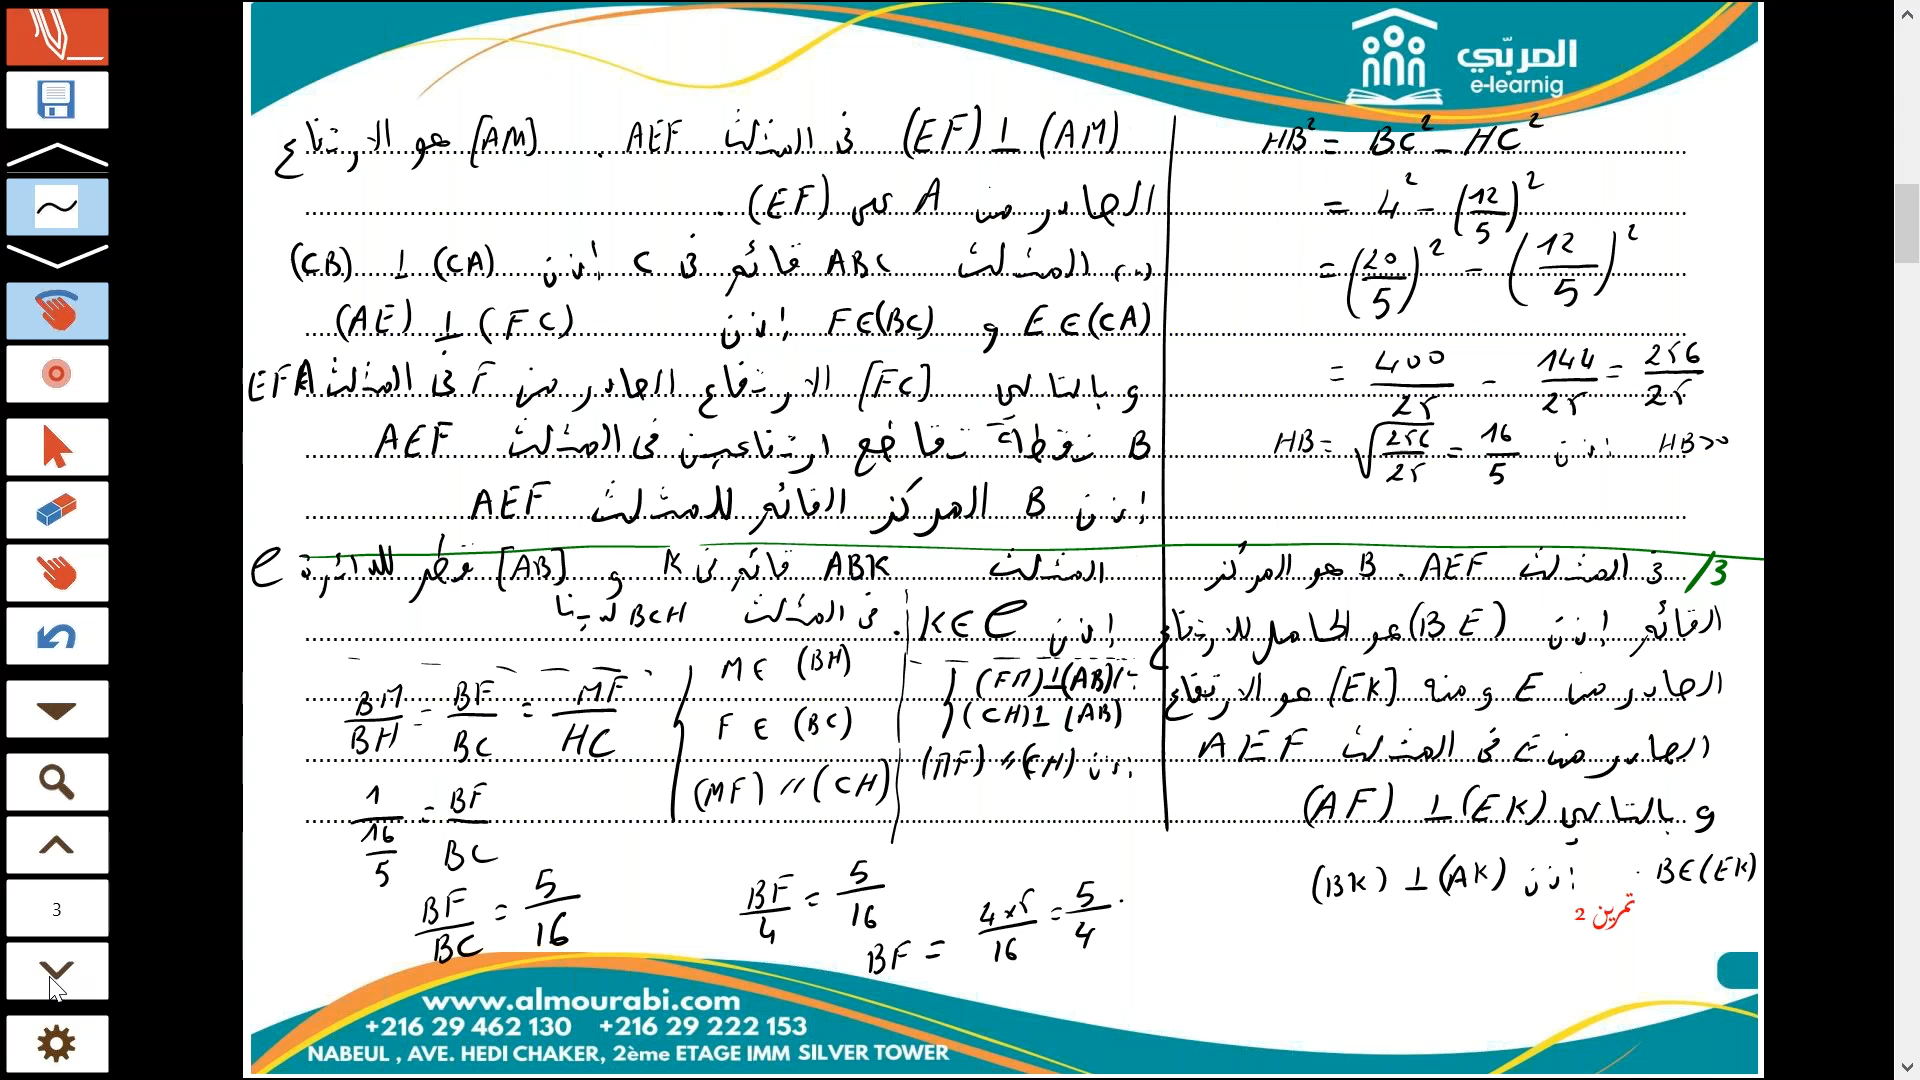 المربّي
e-learnig
HB² = BC² - HC²
= 4² - (12/5)²
= (20/5)² - (12/5)²
= 400/25 - 144/25 = 256/25
HB>0 إذن HB = √(256/25) = 16/5
(AM) ⊥ (EF) في المثلث AEF. [AM] هو الارتفاع
الصادر من A على (EF).
المثلث ABC قائم في C إذن (CA) ⊥ (CB)
E∈(CA) و F∈(BC) إذن (FC) ⊥ (AE)
وبالتالي [FC] الارتفاع الصادر من F في المثلث EFA
B نقطة تقاطع ارتفاعين في المثلث AEF
إذن B المركز القائم للمثلث AEF
3/ في المثلث AEF. B هو المركز
القائم إذن (BE) هو الحامل للارتفاع
الصادر من E ومنه [EK] هو الارتفاع
الصادر من E في المثلث AEF
وبالتالي (EK) ⊥ (AF)
B∈(EK) إذن (AK) ⊥ (BK)
تمرين 2
المثلث ABK قائم في K و [AB] قطر للدائرة C
إذن K∈C.
(FM)⊥(AB)
(CH)⊥(AB)
إذن (MF)//(CH)
في المثلث BCH لدينا
M∈(BH)
F∈(BC)
(MF)//(CH)
BM/BH = BF/BC = MF/HC
1/(16/5) = BF/BC
BF/BC = 5/16
BF/4 = 5/16
BF = 4×5/16 = 5/4
3
www.almourabi.com
+216 29 462 130 +216 29 222 153
NABEUL , AVE. HEDI CHAKER, 2ème ETAGE IMM SILVER TOWER